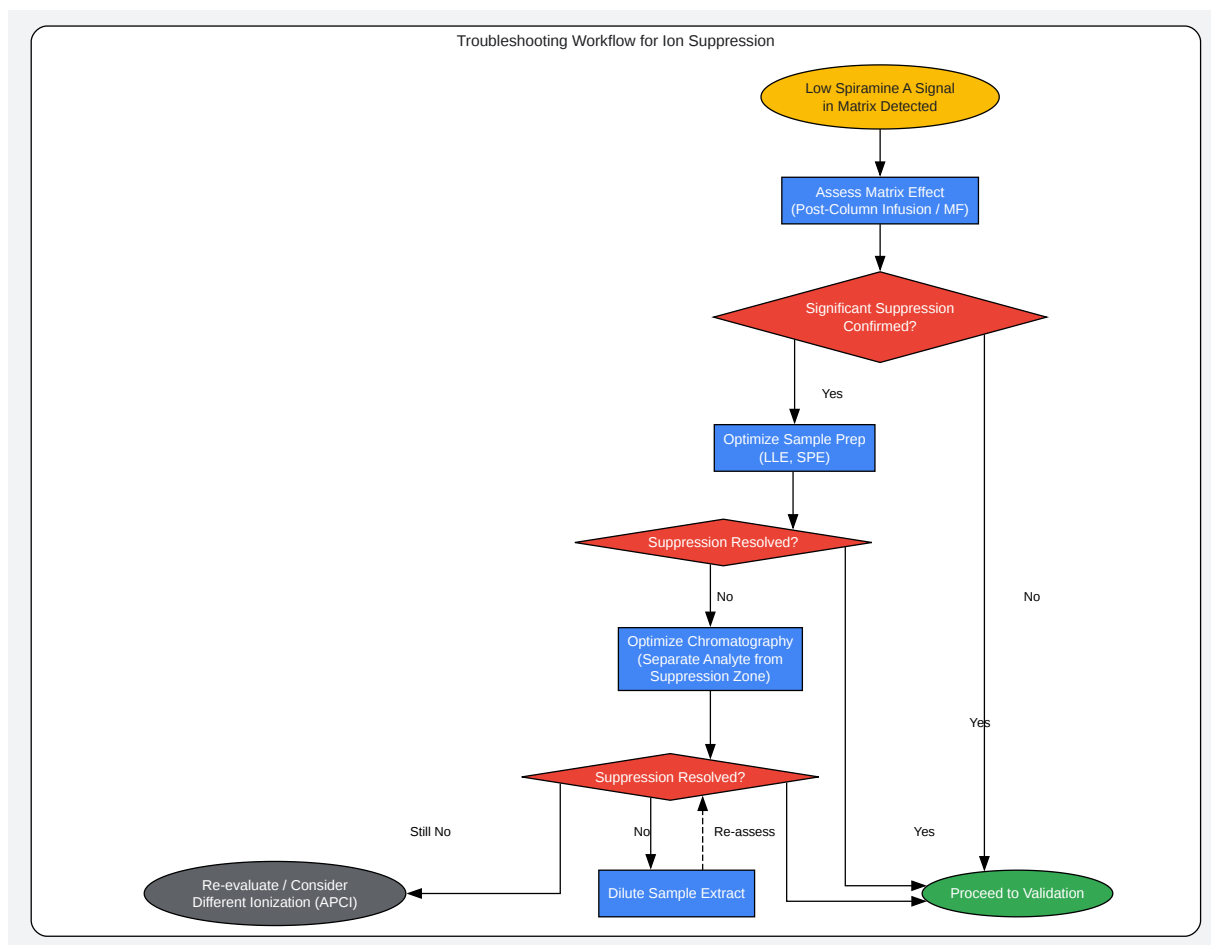 Troubleshooting Workflow for Ion Suppression
Low Spiramine A Signal
in Matrix Detected
Assess Matrix Effect
(Post-Column Infusion / MF)
Significant Suppression
Confirmed?
Yes
Optimize Sample Prep
(LLE, SPE)
Suppression Resolved?
No
No
Optimize Chromatography
(Separate Analyte from
Suppression Zone)
Yes
Suppression Resolved?
Still No
No
Re-assess
Yes
Re-evaluate / Consider
Different Ionization (APCI)
Dilute Sample Extract
Proceed to Validation